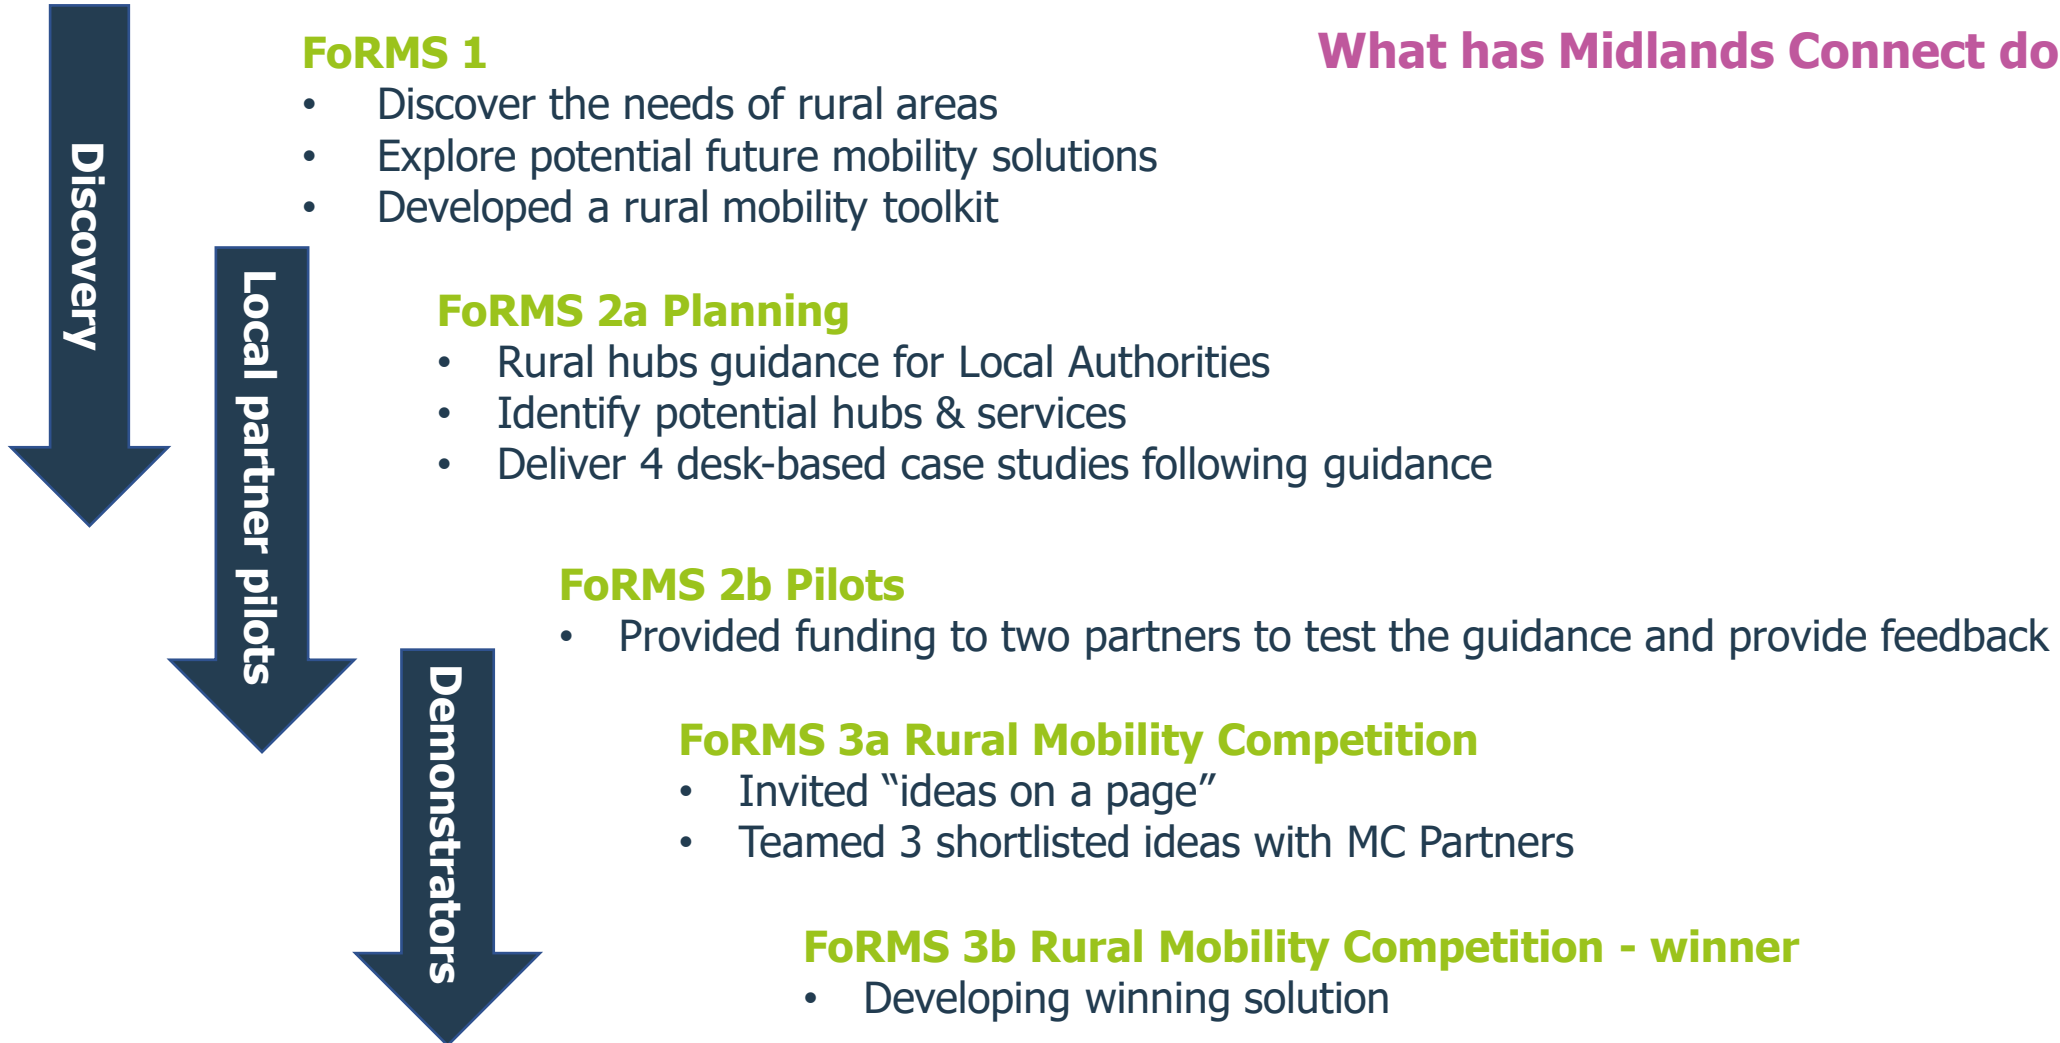 What has Midlands Connect do
Discovery
FoRMS 1
• Discover the needs of rural areas
• Explore potential future mobility solutions
• Developed a rural mobility toolkit
Local partner pilots
FoRMS 2a Planning
• Rural hubs guidance for Local Authorities
• Identify potential hubs & services
• Deliver 4 desk-based case studies following guidance
FoRMS 2b Pilots
• Provided funding to two partners to test the guidance and provide feedback
Demonstrators
FoRMS 3a Rural Mobility Competition
• Invited “ideas on a page”
• Teamed 3 shortlisted ideas with MC Partners
FoRMS 3b Rural Mobility Competition - winner
• Developing winning solution